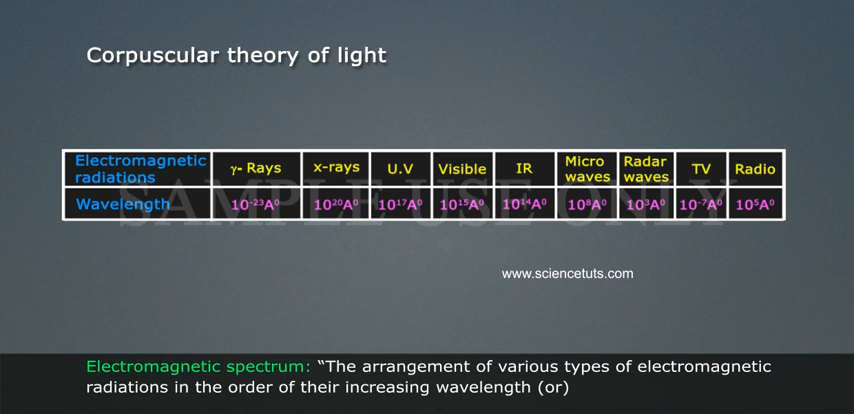 Corpuscular theory of light
Electromagnetic radiations γ- Rays x-rays U.V Visible IR Micro waves Radar waves TV Radio
Wavelength 10⁻²³A⁰ 10²⁰A⁰ 10¹⁷A⁰ 10¹⁵A⁰ 10¹⁴A⁰ 10⁸A⁰ 10³A⁰ 10⁻⁷A⁰ 10⁵A⁰
SAMPLE USE ONLY
www.sciencetuts.com
Electromagnetic spectrum: “The arrangement of various types of electromagnetic
radiations in the order of their increasing wavelength (or)